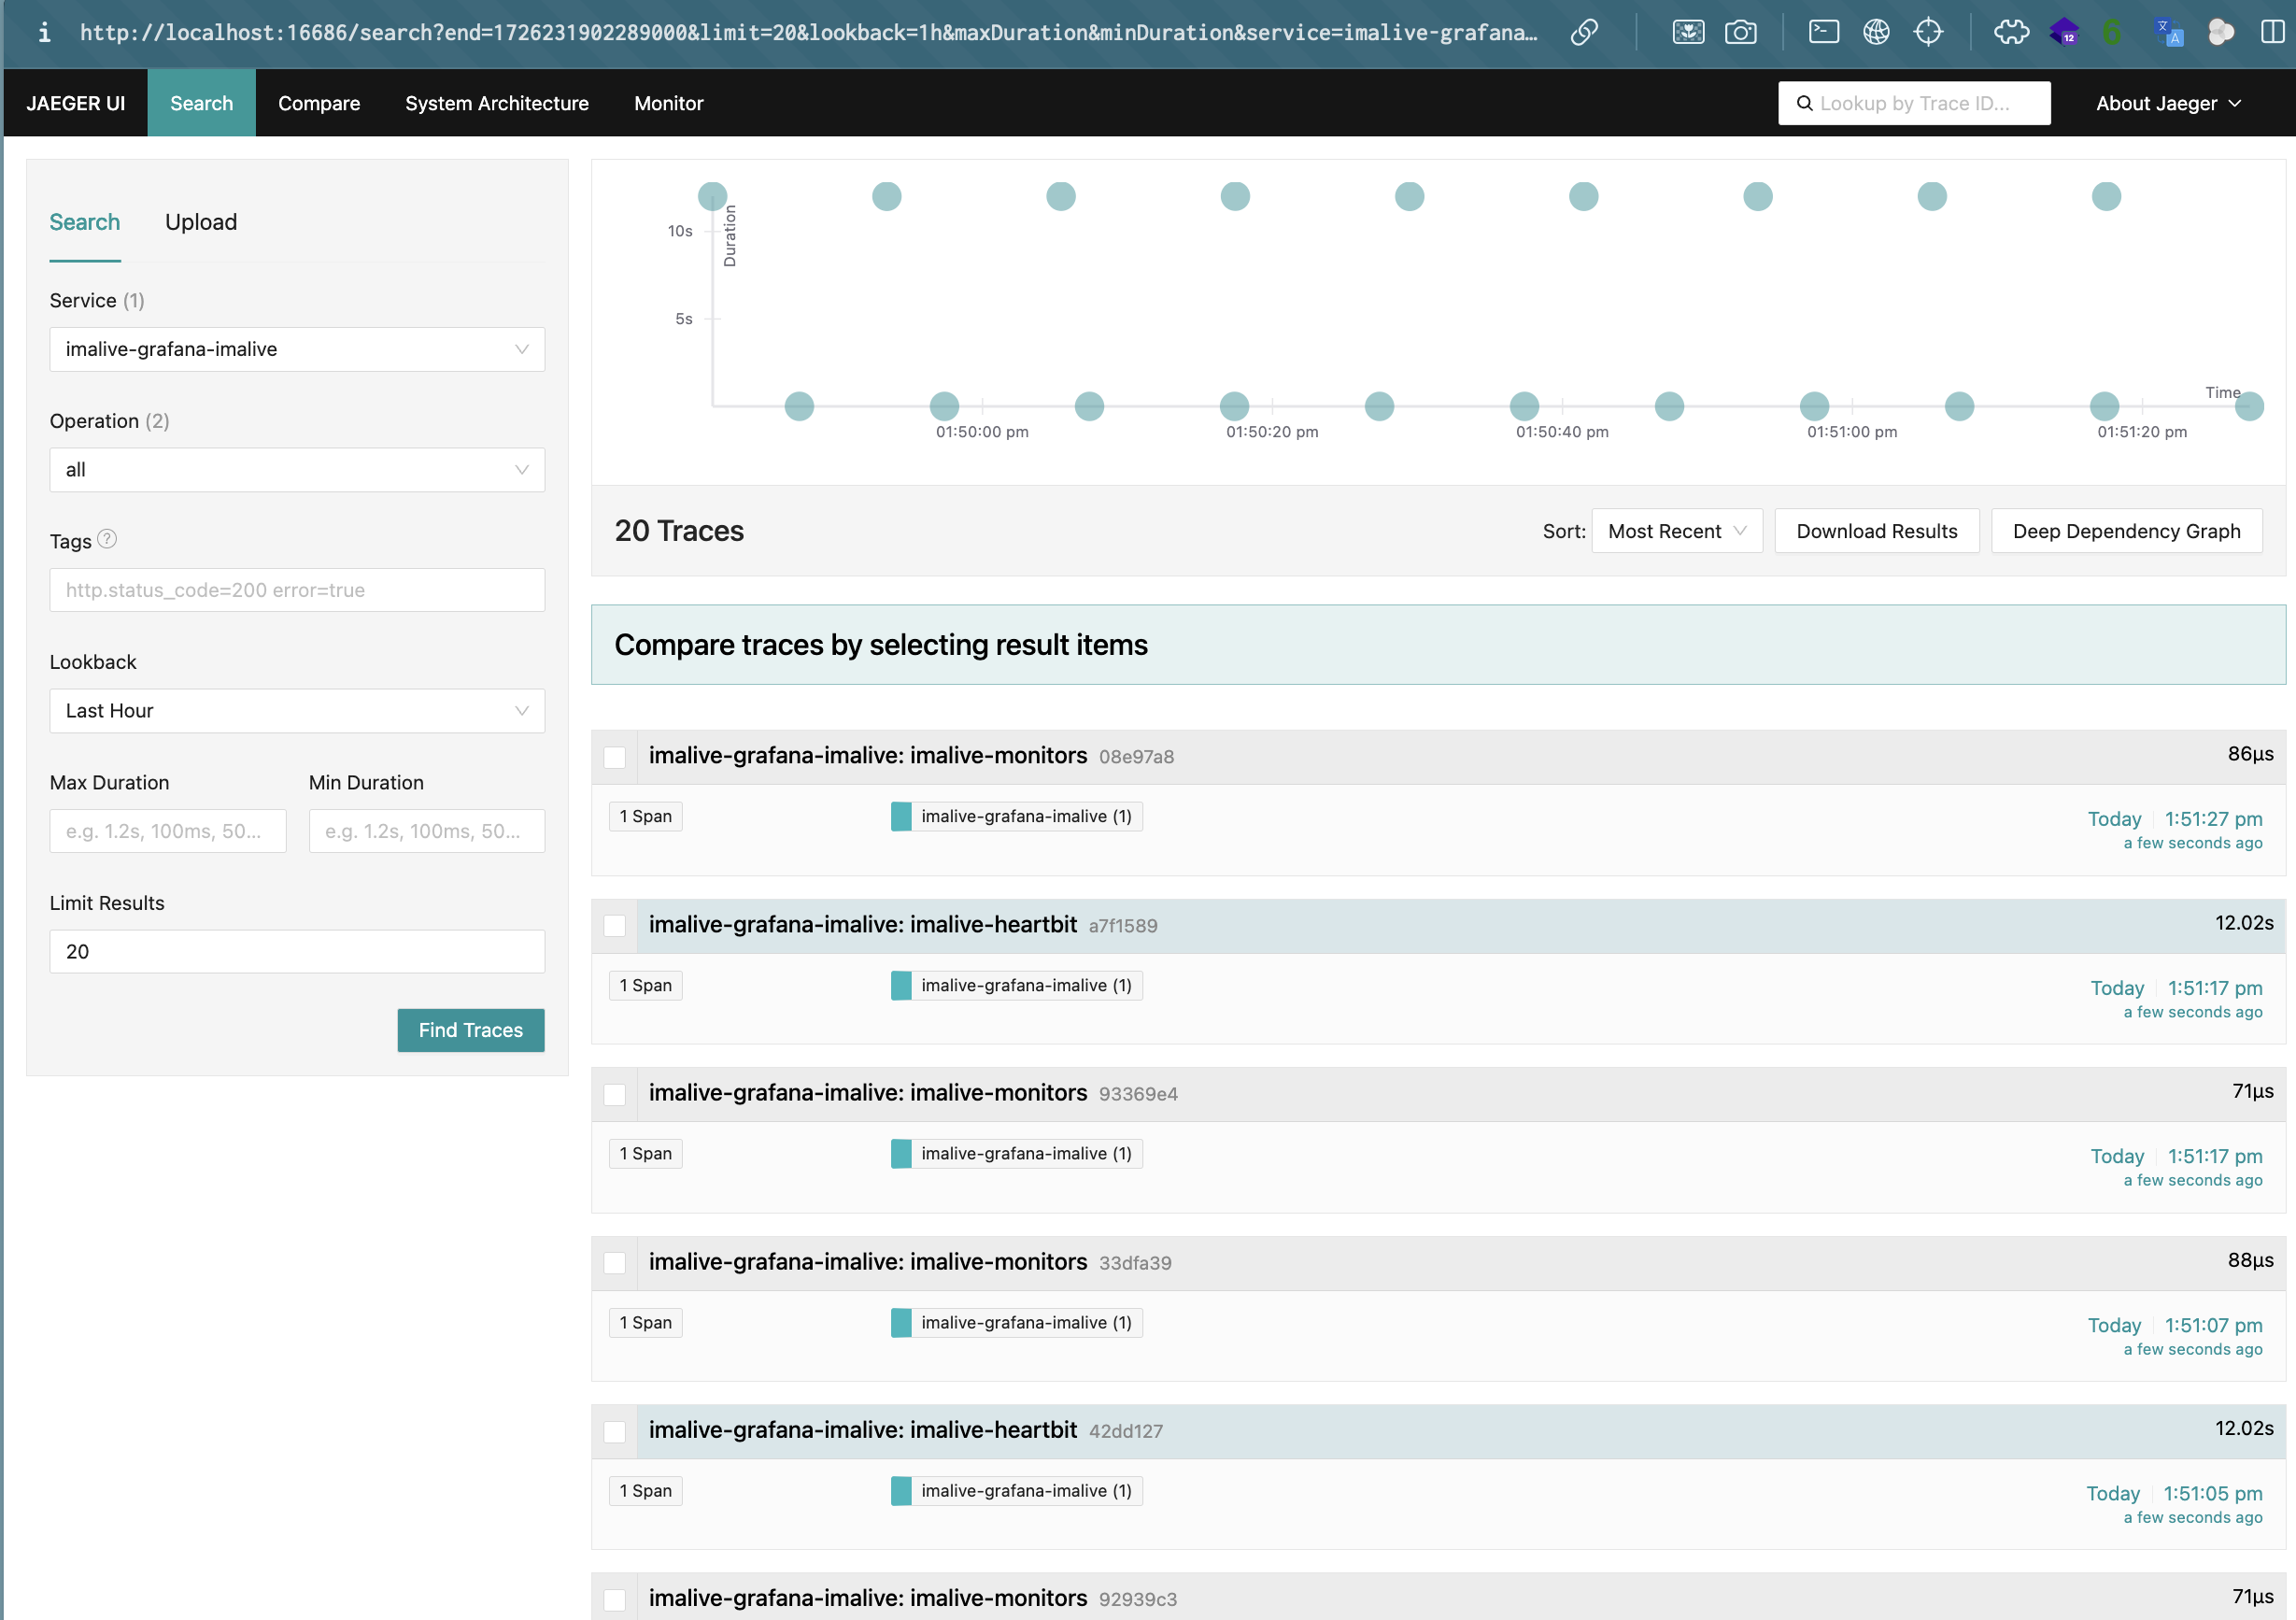 http://localhost:16686/search?end=1726231902289000&limit=20&lookback=1h&maxDuration&minDuration&service=imalive-grafana…
12
6
文
A
JAEGER UI
Search
Compare
System Architecture
Monitor
Lookup by Trace ID...
About Jaeger
Search
Upload
Service (1)
imalive-grafana-imalive
Operation (2)
all
Tags ?
http.status_code=200 error=true
Lookback
Last Hour
Max Duration
Min Duration
e.g. 1.2s, 100ms, 50...
e.g. 1.2s, 100ms, 50...
Limit Results
20
Find Traces
Duration
10s
5s
Time
01:50:00 pm
01:50:20 pm
01:50:40 pm
01:51:00 pm
01:51:20 pm
20 Traces
Sort:
Most Recent
Download Results
Deep Dependency Graph
Compare traces by selecting result items
imalive-grafana-imalive: imalive-monitors 08e97a8
86μs
1 Span
imalive-grafana-imalive (1)
Today
1:51:27 pm
a few seconds ago
imalive-grafana-imalive: imalive-heartbit a7f1589
12.02s
1 Span
imalive-grafana-imalive (1)
Today
1:51:17 pm
a few seconds ago
imalive-grafana-imalive: imalive-monitors 93369e4
71μs
1 Span
imalive-grafana-imalive (1)
Today
1:51:17 pm
a few seconds ago
imalive-grafana-imalive: imalive-monitors 33dfa39
88μs
1 Span
imalive-grafana-imalive (1)
Today
1:51:07 pm
a few seconds ago
imalive-grafana-imalive: imalive-heartbit 42dd127
12.02s
1 Span
imalive-grafana-imalive (1)
Today
1:51:05 pm
a few seconds ago
imalive-grafana-imalive: imalive-monitors 92939c3
71μs